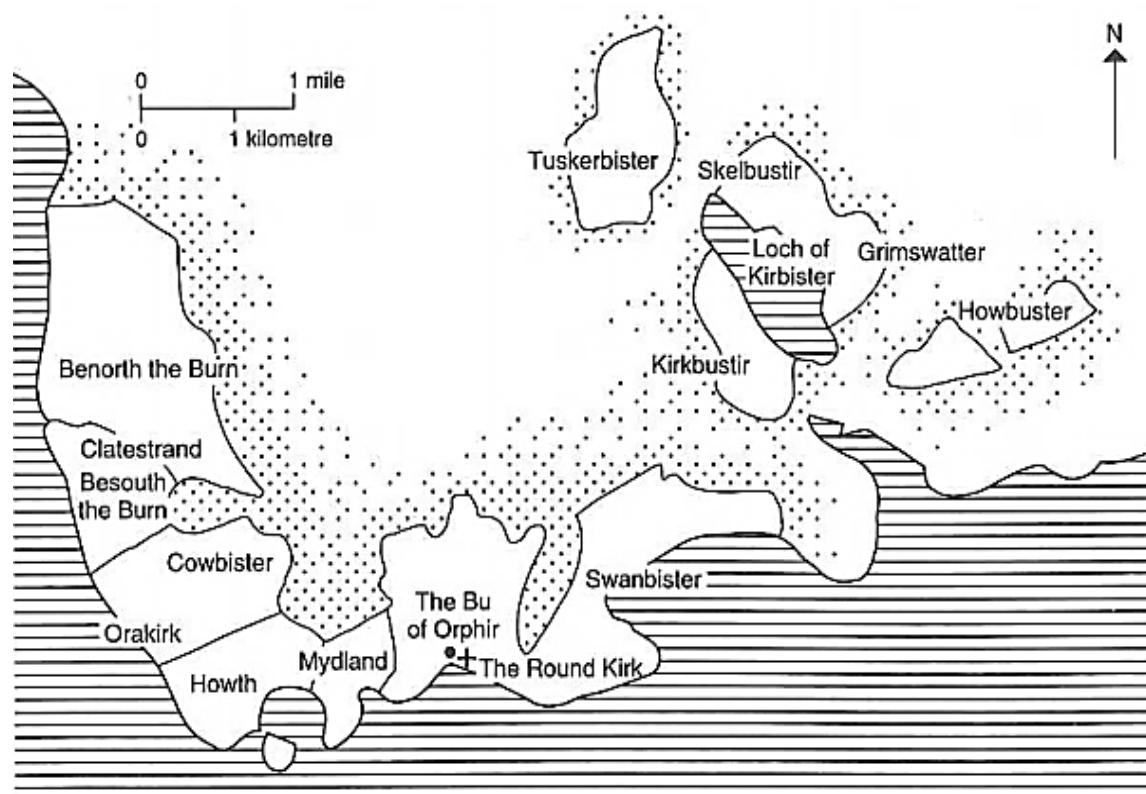 N
0 1 mile
0 1 kilometre
Tuskerbister
Skelbustir
Loch of
Kirbister
Grimswatter
Howbuster
Kirkbustir
Benorth the Burn
Clatestrand
Besouth
the Burn
Cowbister
Swanbister
The Bu
of Orphir
Orakirk
Mydland
The Round Kirk
Howth